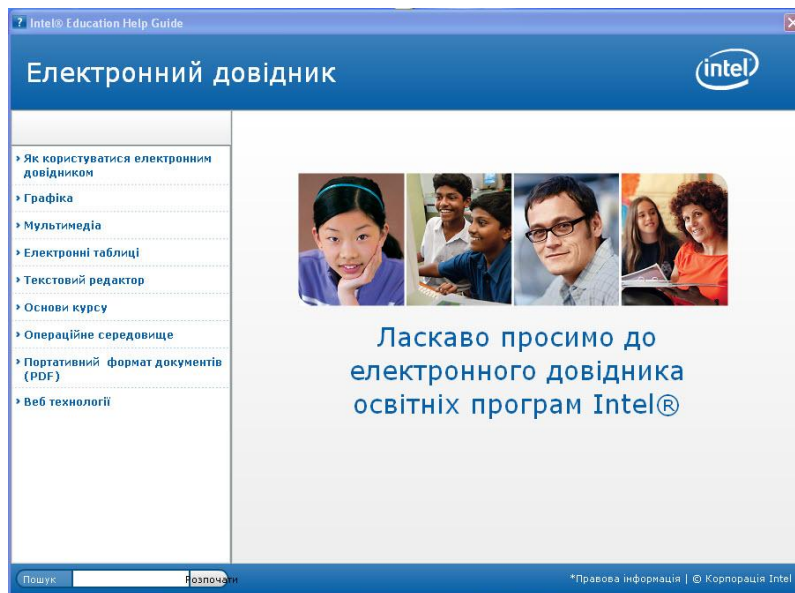 Intel® Education Help Guide
Електронний довідник
intel
Як користуватися електронним
довідником
Графіка
Мультимедіа
Електронні таблиці
Текстовий редактор
Основи курсу
Операційне середовище
Портативний формат документів
(PDF)
Веб технології
Ласкаво просимо до
електронного довідника
освітніх програм Intel®
Пошук Розпочати
*Правова інформація | © Корпорація Intel